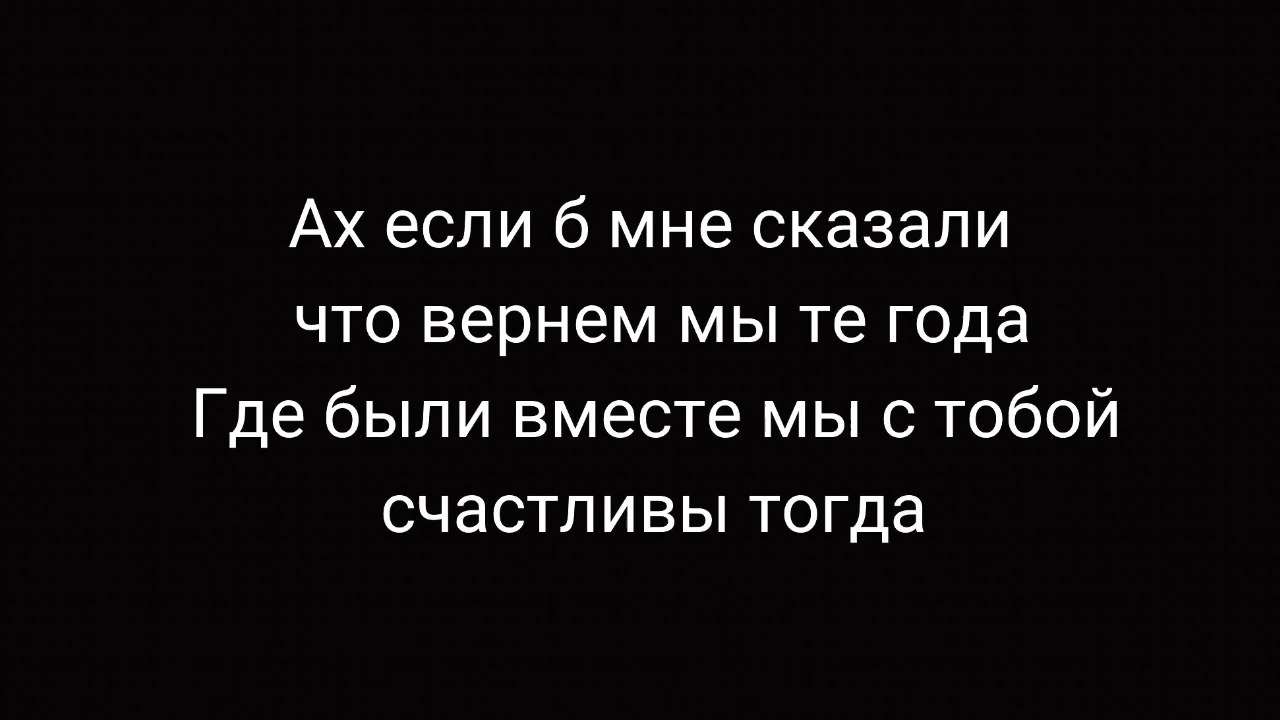 Ах если б мне сказали
что вернем мы те года
Где были вместе мы с тобой
счастливы тогда